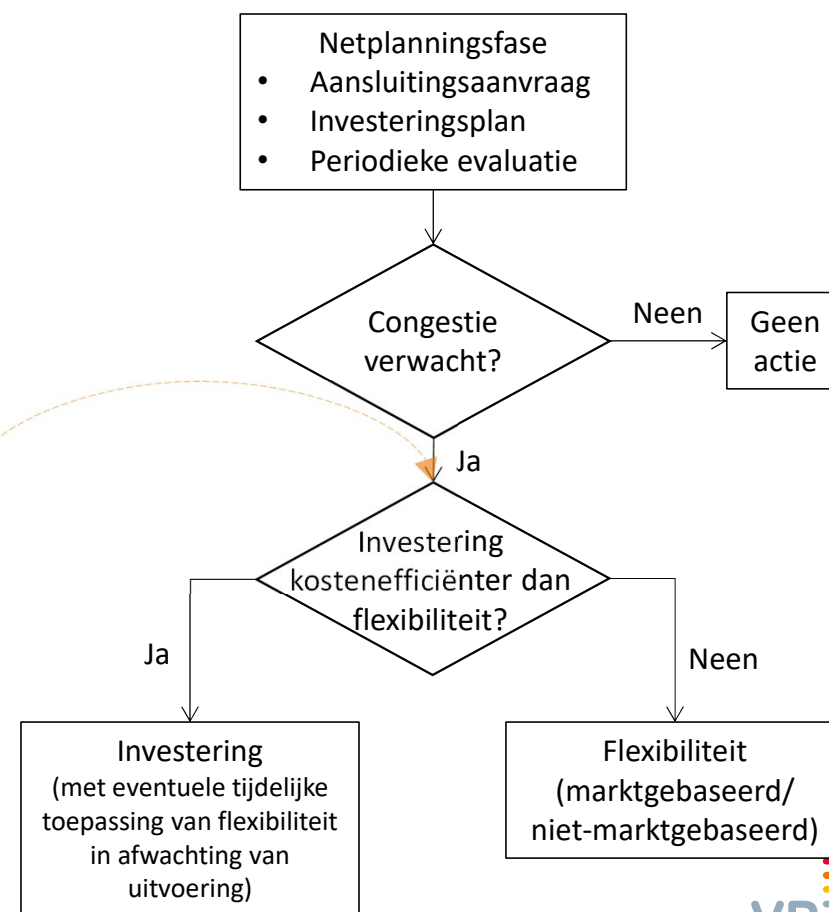 Netplanningsfase
• Aansluitingsaanvraag
• Investeringsplan
• Periodieke evaluatie
Congestie
verwacht?
Neen
Geen
actie
Ja
Investering
kostenefficiënter dan
flexibiliteit?
Ja
Neen
Investering
(met eventuele tijdelijke
toepassing van flexibiliteit
in afwachting van
uitvoering)
Flexibiliteit
(marktgebaseerd/
niet-marktgebaseerd)